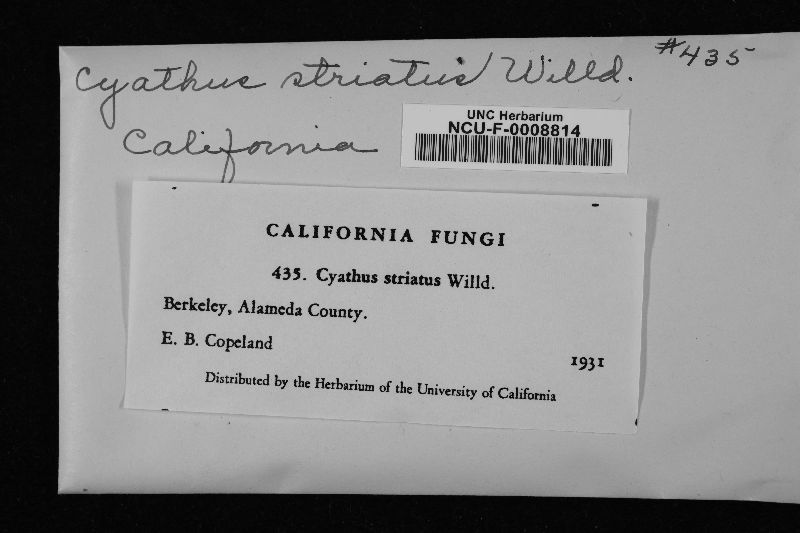 Cyathus striatus Willd. #435
California
UNC Herbarium
NCU-F-0008814
CALIFORNIA FUNGI
435. Cyathus striatus Willd.
Berkeley, Alameda County.
E. B. Copeland 1931
Distributed by the Herbarium of the University of California